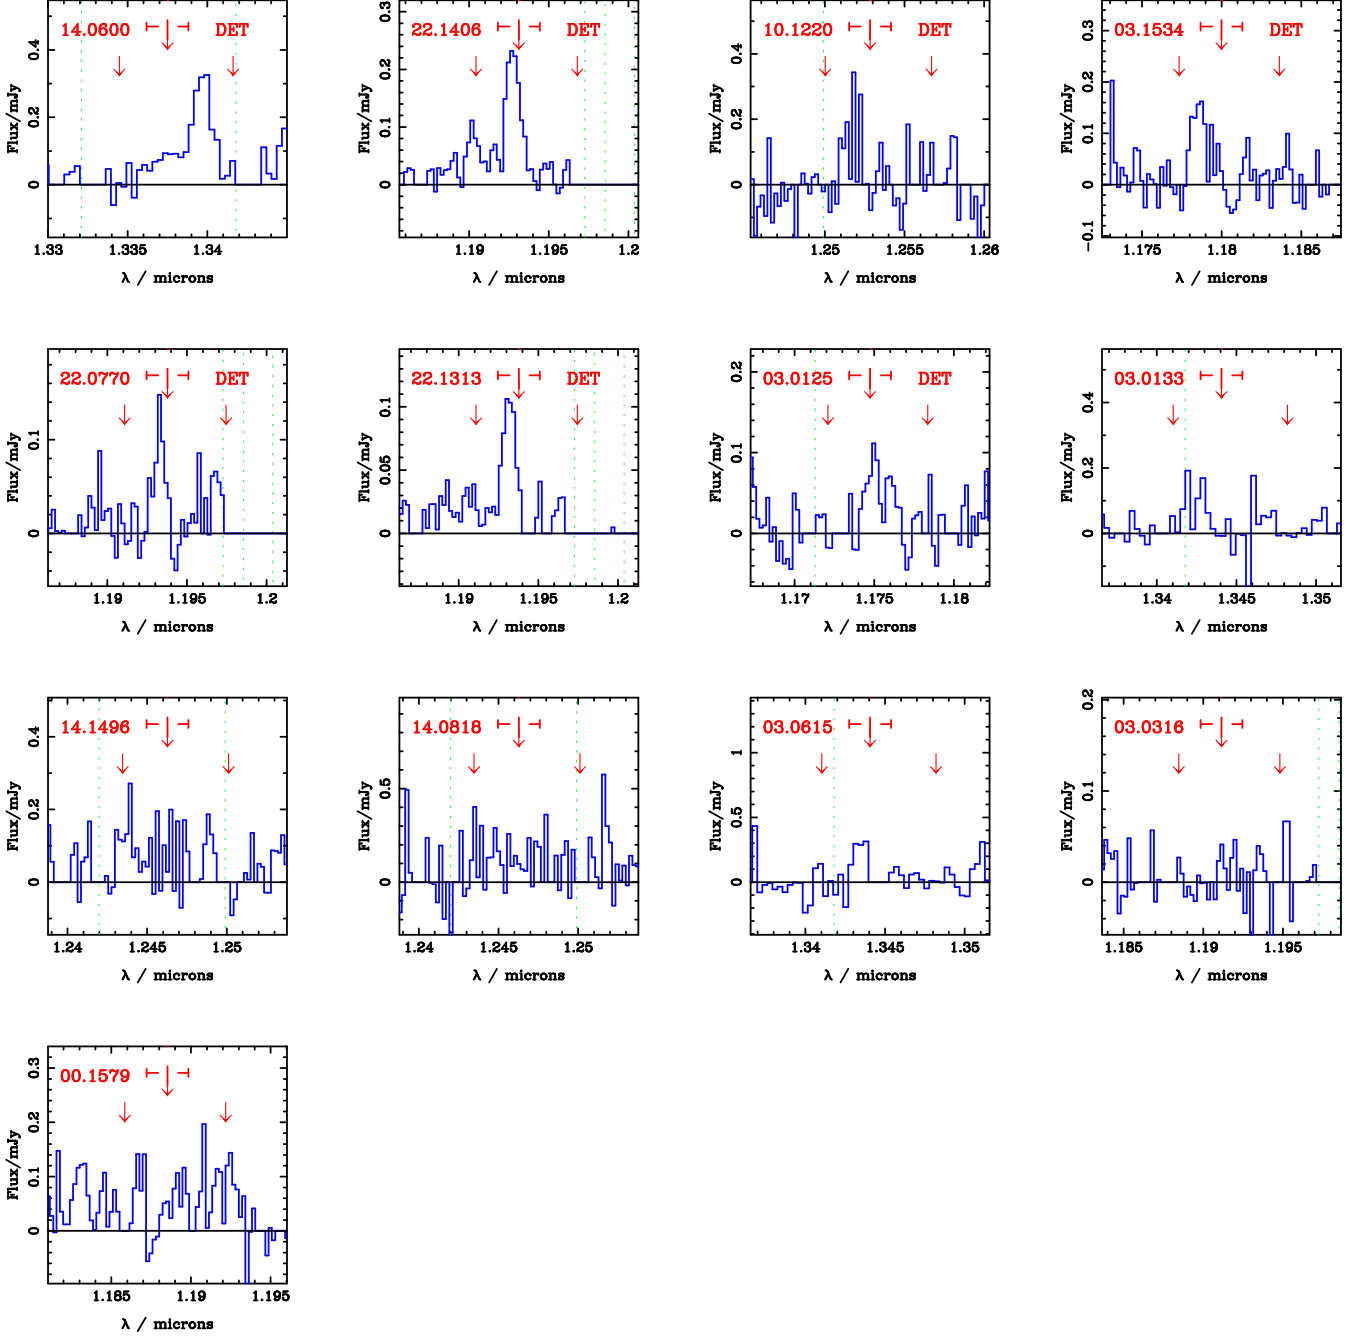 14.0600 DET
Flux/mJy
0 0.2 0.4
1.33 1.335 1.34
λ / microns
22.1406 DET
Flux/mJy
0 0.1 0.2 0.3
1.19 1.195 1.2
λ / microns
10.1220 DET
Flux/mJy
0 0.2 0.4
1.25 1.255 1.26
λ / microns
03.1534 DET
Flux/mJy
−0.1 0 0.1 0.2 0.3
1.175 1.18 1.185
λ / microns
22.0770 DET
Flux/mJy
0 0.1
1.19 1.195 1.2
λ / microns
22.1313 DET
Flux/mJy
0 0.05 0.1
1.19 1.195 1.2
λ / microns
03.0125 DET
Flux/mJy
0 0.1 0.2
1.17 1.175 1.18
λ / microns
03.0133
Flux/mJy
0 0.2 0.4
1.34 1.345 1.35
λ / microns
14.1496
Flux/mJy
0 0.2 0.4
1.24 1.245 1.25
λ / microns
14.0818
Flux/mJy
0 0.5
1.24 1.245 1.25
λ / microns
03.0615
Flux/mJy
0 0.5 1
1.34 1.345 1.35
λ / microns
03.0316
Flux/mJy
0 0.1 0.2
1.185 1.19 1.195
λ / microns
00.1579
Flux/mJy
0 0.1 0.2 0.3
1.185 1.19 1.195
λ / microns